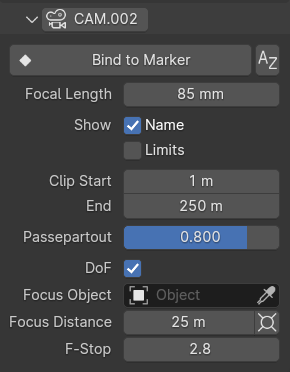 CAM.002
Bind to Marker AZ
Focal Length 85 mm
Show Name
Limits
Clip Start 1 m
End 250 m
Passepartout 0.800
DoF
Focus Object Object
Focus Distance 25 m
F-Stop 2.8